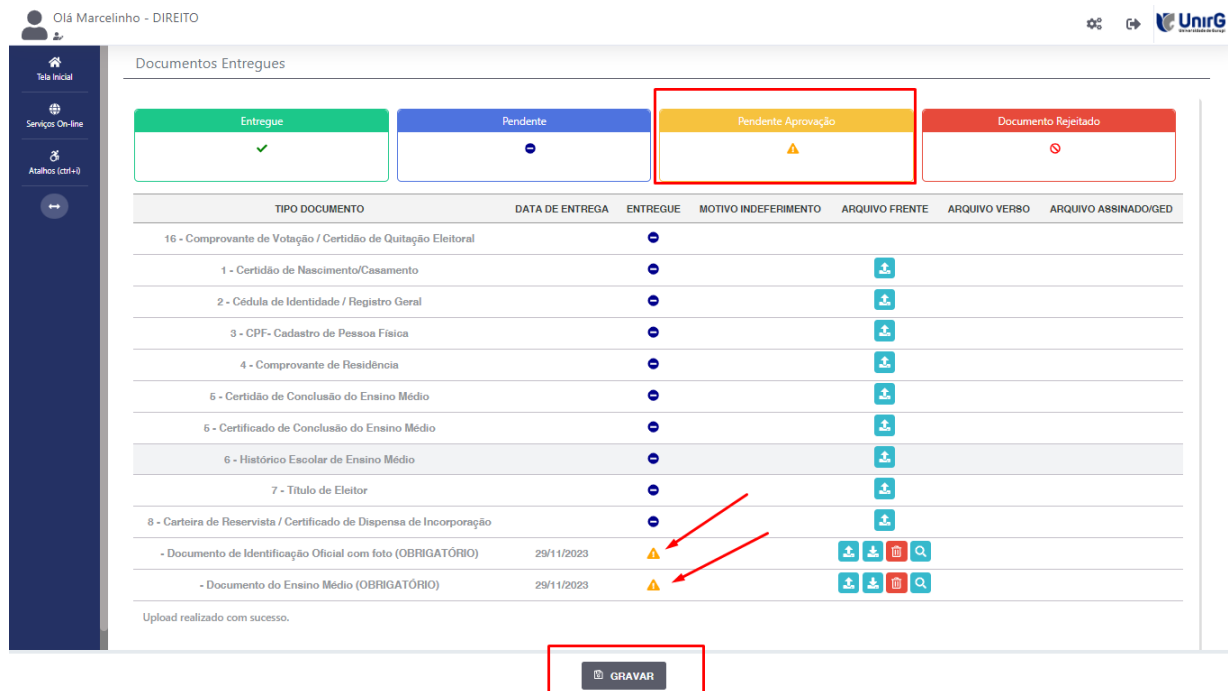 Olá Marcelinho - DIREITO
UnirG
Universidade de Gurupi
Tela Inicial
Serviços On-line
Atalhos (ctrl+i)
Documentos Entregues
Entregue Pendente Pendente Aprovação Documento Rejeitado
TIPO DOCUMENTO DATA DE ENTREGA ENTREGUE MOTIVO INDEFERIMENTO ARQUIVO FRENTE ARQUIVO VERSO ARQUIVO ASSINADO/GED
16 - Comprovante de Votação / Certidão de Quitação Eleitoral
1 - Certidão de Nascimento/Casamento
2 - Cédula de Identidade / Registro Geral
3 - CPF- Cadastro de Pessoa Física
4 - Comprovante de Residência
5 - Certidão de Conclusão do Ensino Médio
5 - Certificado de Conclusão do Ensino Médio
6 - Histórico Escolar de Ensino Médio
7 - Título de Eleitor
8 - Carteira de Reservista / Certificado de Dispensa de Incorporação
- Documento de Identificação Oficial com foto (OBRIGATÓRIO) 29/11/2023
- Documento do Ensino Médio (OBRIGATÓRIO) 29/11/2023
Upload realizado com sucesso.
GRAVAR